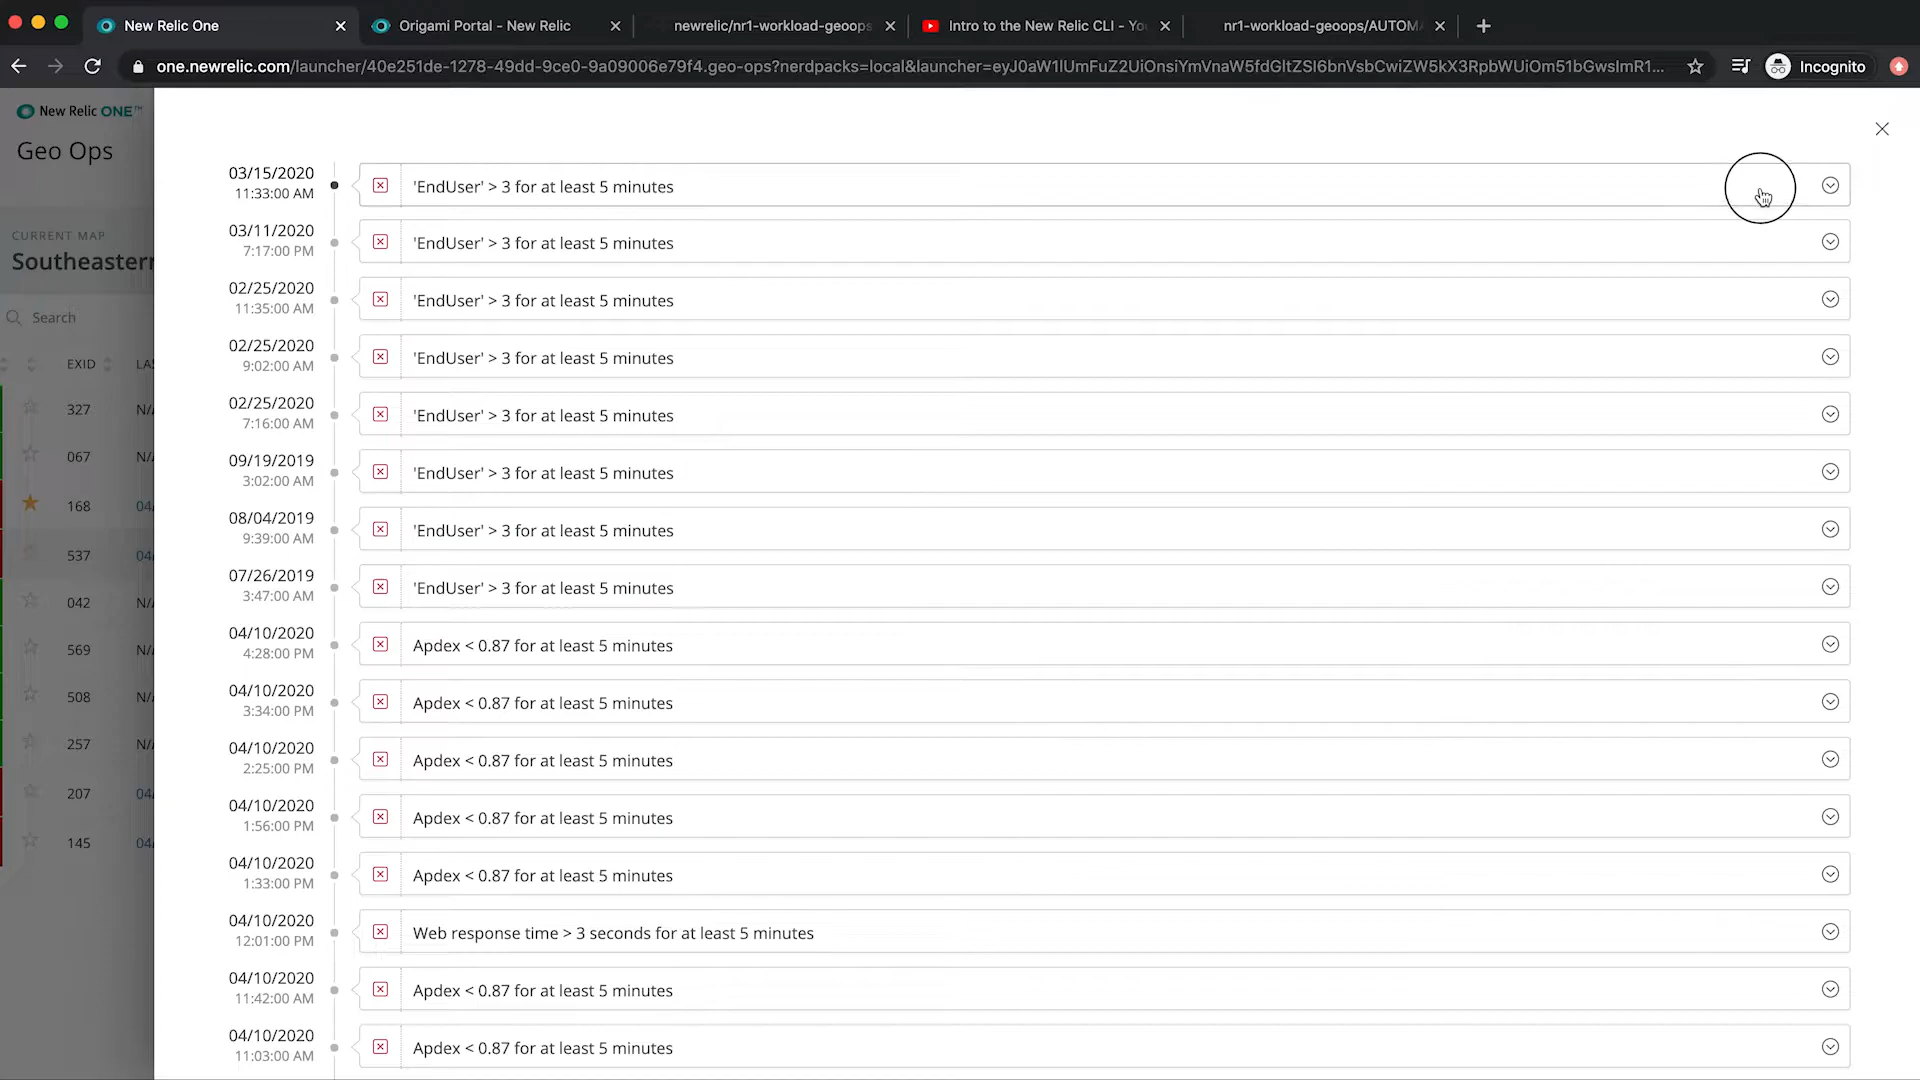 New Relic One
Origami Portal - New Relic
newrelic/nr1-workload-geoops
Intro to the New Relic CLI - Yo
nr1-workload-geoops/AUTOMA
one.newrelic.com/launcher/40e251de-1278-49dd-9ce0-9a09006e79f4.geo-ops?nerdpacks=local&launcher=eyJ0aW1lUmFuZ2UiOnsiYmVnaW5fdGltZSI6bnVsbCwiZW5kX3RpbWUiOm51bGwsImR1...
Incognito
New Relic ONE™
Geo Ops
CURRENT MAP
Southeastern
Search
EXID LAS
327 N/A
067 N/A
168 04/
537 04/
042 N/
569 N/
508 N/
257 N/
207 04/
145 04/
03/15/2020
11:33:00 AM
'EndUser' > 3 for at least 5 minutes
03/11/2020
7:17:00 PM
'EndUser' > 3 for at least 5 minutes
02/25/2020
11:35:00 AM
'EndUser' > 3 for at least 5 minutes
02/25/2020
9:02:00 AM
'EndUser' > 3 for at least 5 minutes
02/25/2020
7:16:00 AM
'EndUser' > 3 for at least 5 minutes
09/19/2019
3:02:00 AM
'EndUser' > 3 for at least 5 minutes
08/04/2019
9:39:00 AM
'EndUser' > 3 for at least 5 minutes
07/26/2019
3:47:00 AM
'EndUser' > 3 for at least 5 minutes
04/10/2020
4:28:00 PM
Apdex < 0.87 for at least 5 minutes
04/10/2020
3:34:00 PM
Apdex < 0.87 for at least 5 minutes
04/10/2020
2:25:00 PM
Apdex < 0.87 for at least 5 minutes
04/10/2020
1:56:00 PM
Apdex < 0.87 for at least 5 minutes
04/10/2020
1:33:00 PM
Apdex < 0.87 for at least 5 minutes
04/10/2020
12:01:00 PM
Web response time > 3 seconds for at least 5 minutes
04/10/2020
11:42:00 AM
Apdex < 0.87 for at least 5 minutes
04/10/2020
11:03:00 AM
Apdex < 0.87 for at least 5 minutes